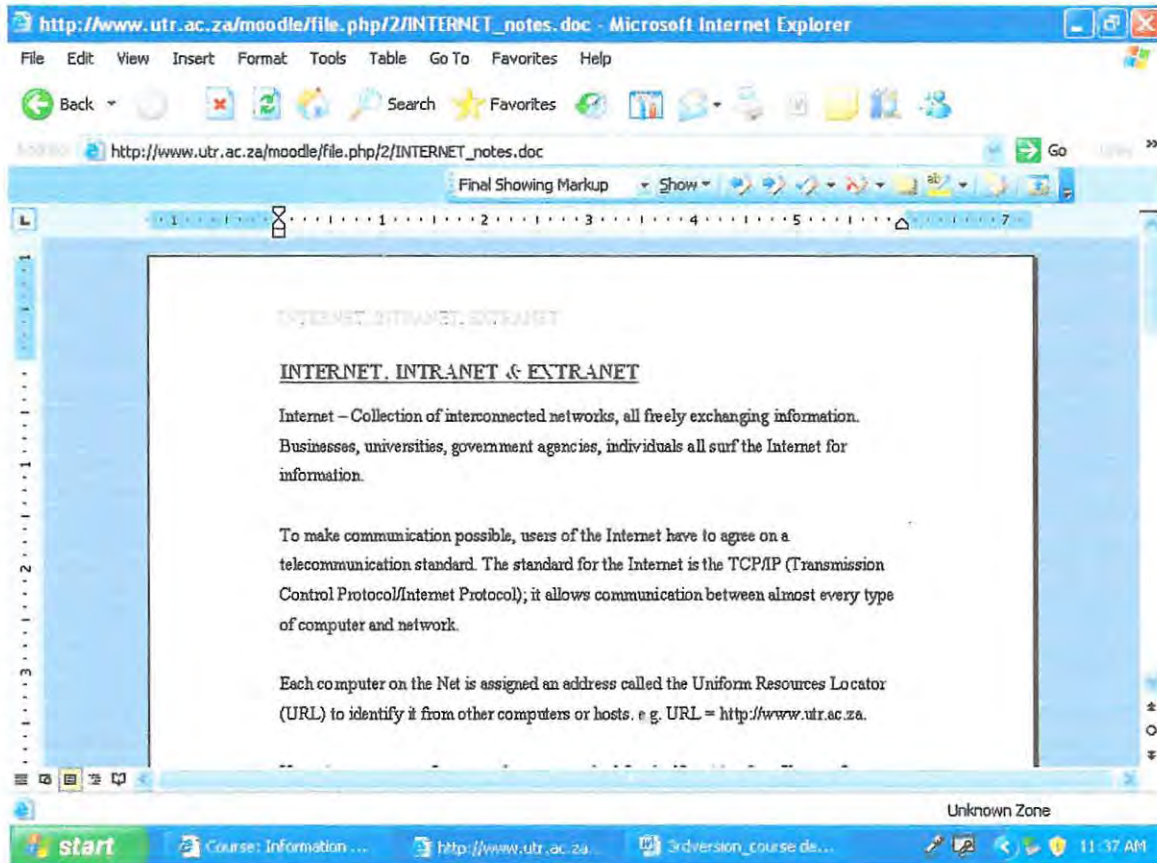 http://www.utr.ac.za/moodle/file.php/2/INTERNET_notes.doc - Microsoft Internet Explorer
File Edit View Insert Format Tools Table Go To Favorites Help
Back Search Favorites
http://www.utr.ac.za/moodle/file.php/2/INTERNET_notes.doc Go
Final Showing Markup Show
1 1 2 3 4 5 7
INTERNET, INTRANET, EXTRANET
INTERNET, INTRANET & EXTRANET
Internet – Collection of interconnected networks, all freely exchanging information.
Businesses, universities, government agencies, individuals all surf the Internet for
information.
To make communication possible, users of the Internet have to agree on a
telecommunication standard. The standard for the Internet is the TCP/IP (Transmission
Control Protocol/Internet Protocol); it allows communication between almost every type
of computer and network.
Each computer on the Net is assigned an address called the Uniform Resources Locator
(URL) to identify it from other computers or hosts. e g. URL = http://www.utr.ac.za.
Unknown Zone
start Course: Information ... http://www.utr.ac.za... 3rdversion_course de... 11:37 AM